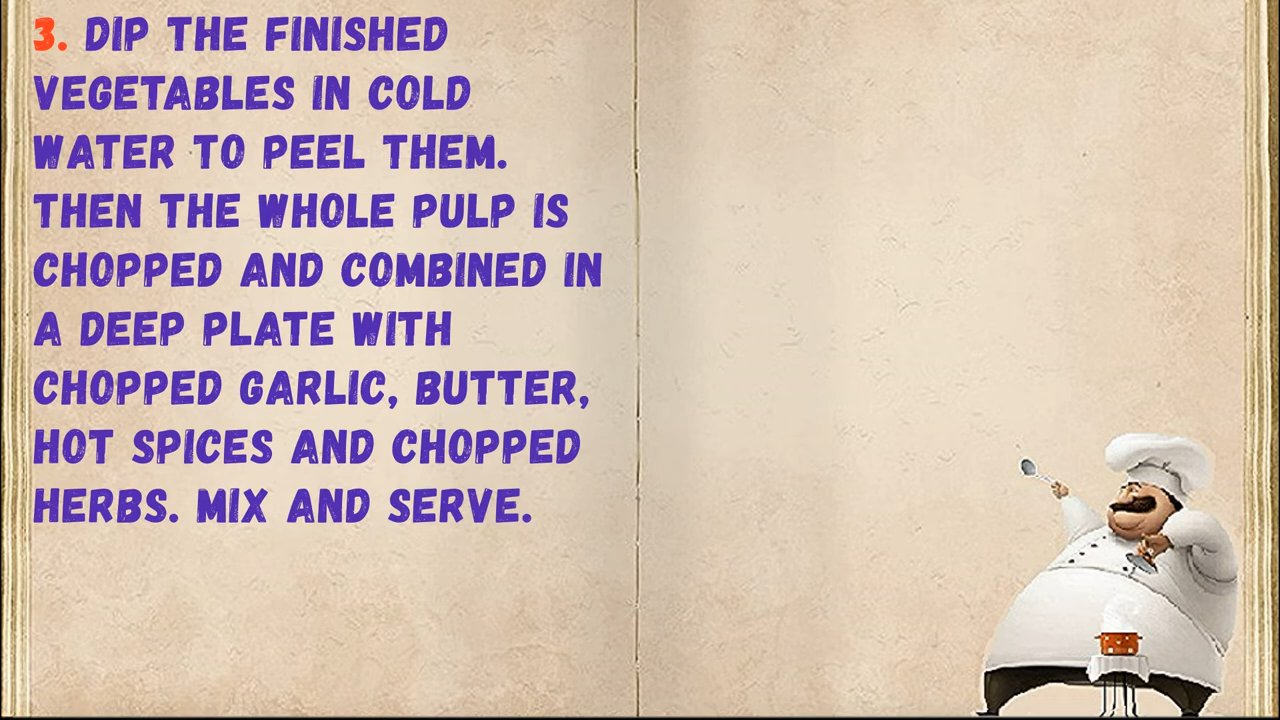 3. DIP THE FINISHED
VEGETABLES IN COLD
WATER TO PEEL THEM.
THEN THE WHOLE PULP IS
CHOPPED AND COMBINED IN
A DEEP PLATE WITH
CHOPPED GARLIC, BUTTER,
HOT SPICES AND CHOPPED
HERBS. MIX AND SERVE.